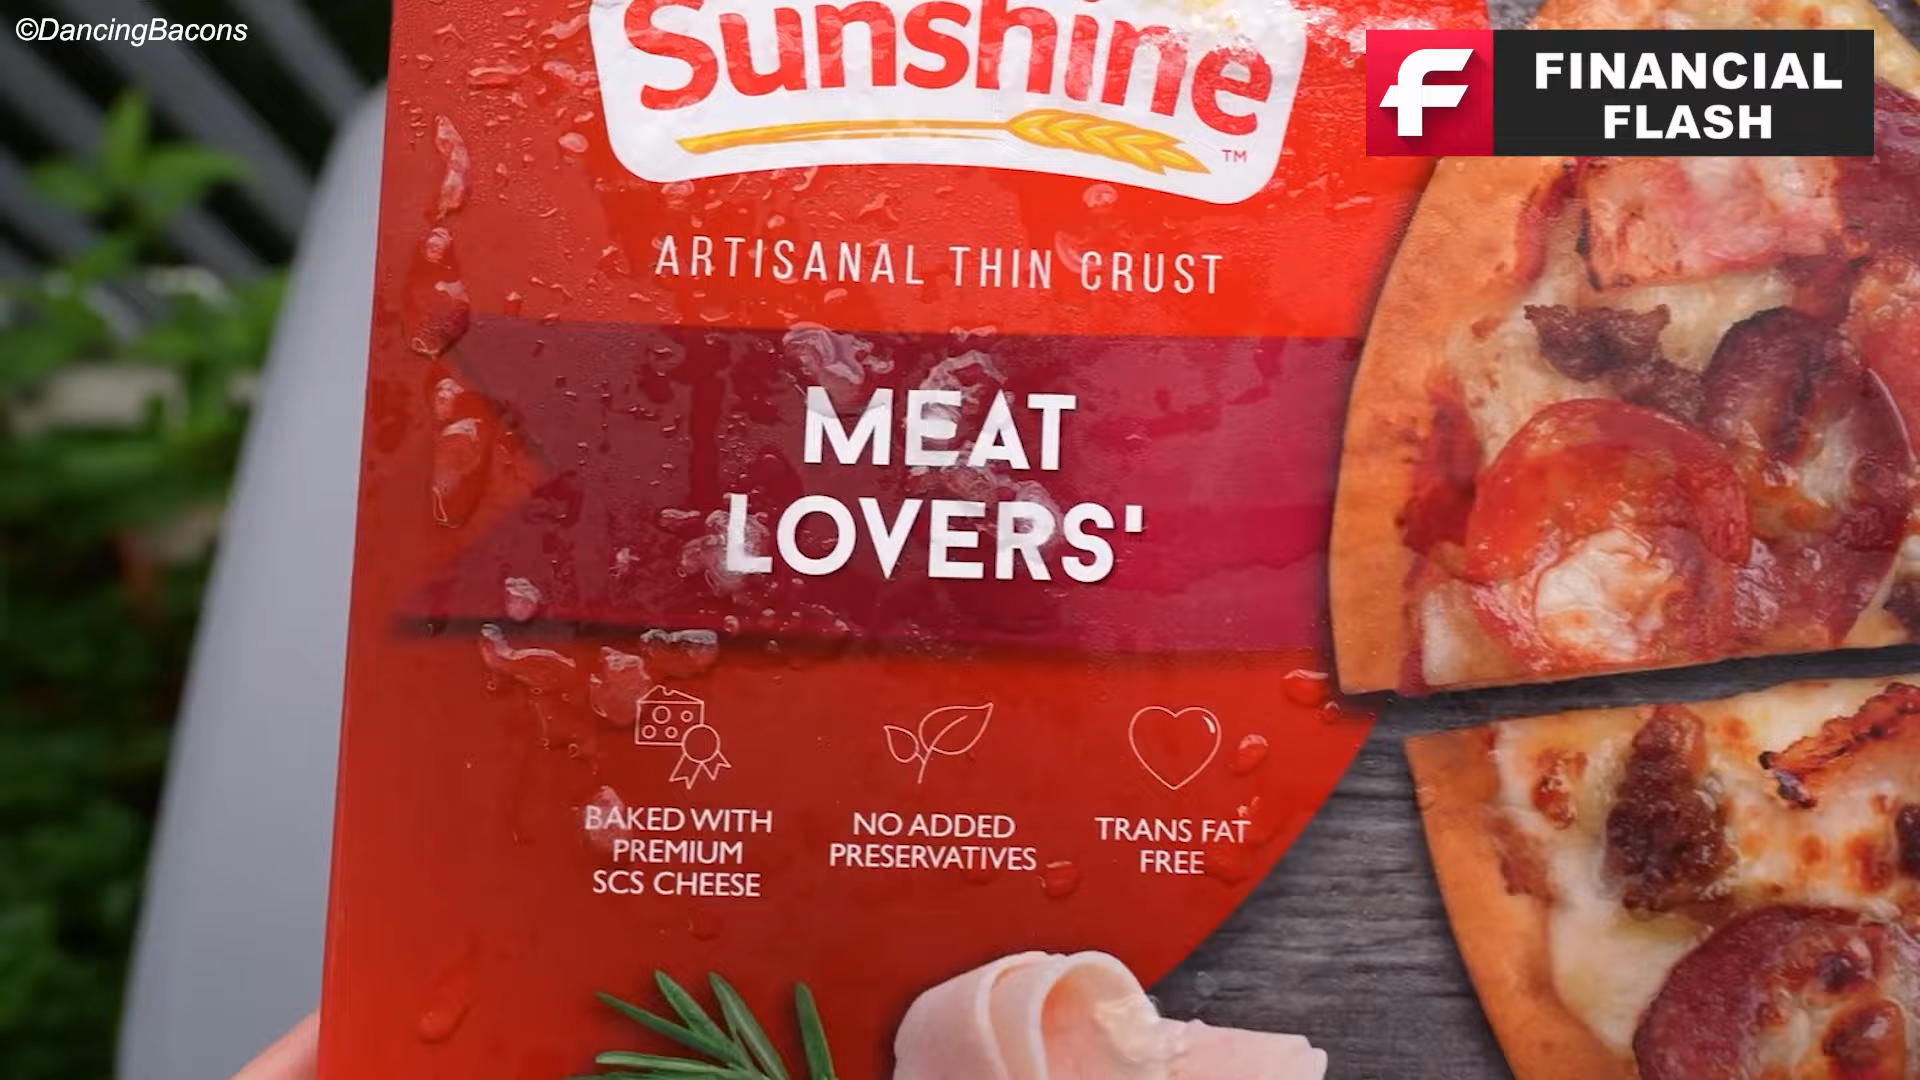 ©DancingBacons
Sunshine
TM
FINANCIAL
FLASH
ARTISANAL THIN CRUST
MEAT
LOVERS'
BAKED WITH
PREMIUM
SCS CHEESE
NO ADDED
PRESERVATIVES
TRANS FAT
FREE